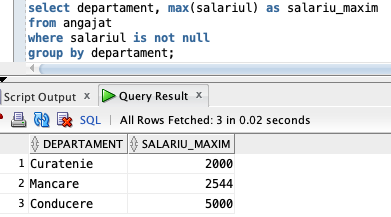 select departament, max(salariul) as salariu_maxim
from angajat
where salariul is not null
group by departament;
Script Output x Query Result x
SQL | All Rows Fetched: 3 in 0.02 seconds
DEPARTAMENT SALARIU_MAXIM
1 Curatenie 2000
2 Mancare 2544
3 Conducere 5000